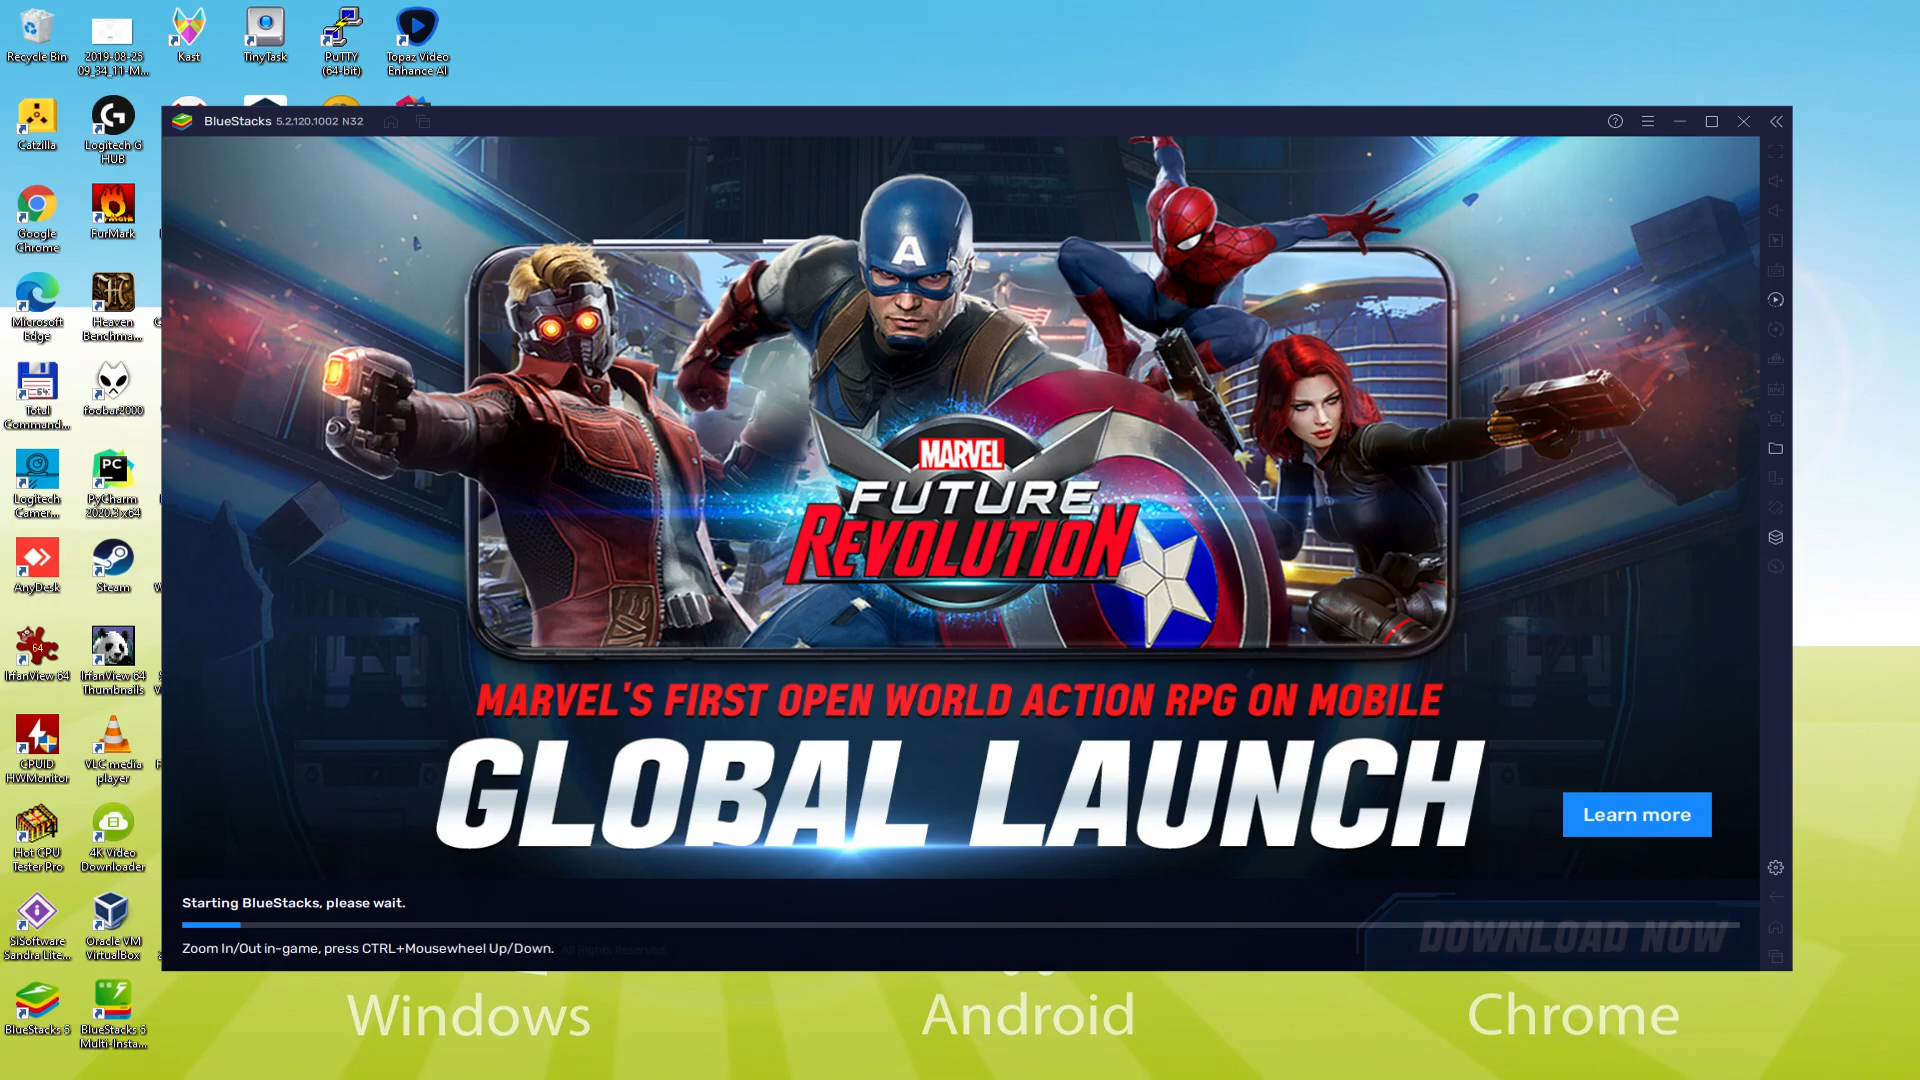 Recycle Bin
2019-08-25
09_34_11-M...
Kast
TinyTask
PuTTY
(64-bit)
Topaz Video
Enhance AI
Catzilla
Logitech G
HUB
BlueStacks 5.2.120.1002 N32
Google
Chrome
FurMark
Microsoft
Edge
Heaven
Benchma...
Total
Command...
foobar2000
Logitech
Camer...
PyCharm
2020.3 x64
AnyDesk
Steam
IrfanView 64
IrfanView 64
Thumbnails
CPUID
HWMonitor
VLC media
player
Hot CPU
Tester Pro
4K Video
Downloader
SiSoftware
Sandra Lite...
Oracle VM
VirtualBox
BlueStacks 5
BlueStacks 5
Multi-Insta...
A
MARVEL
FUTURE
REVOLUTION
MARVEL'S FIRST OPEN WORLD ACTION RPG ON MOBILE
GLOBAL LAUNCH
Learn more
Starting BlueStacks, please wait.
DOWNLOAD NOW
Zoom In/Out in-game, press CTRL+Mousewheel Up/Down. All Rights Reserved.
Windows
Android
Chrome